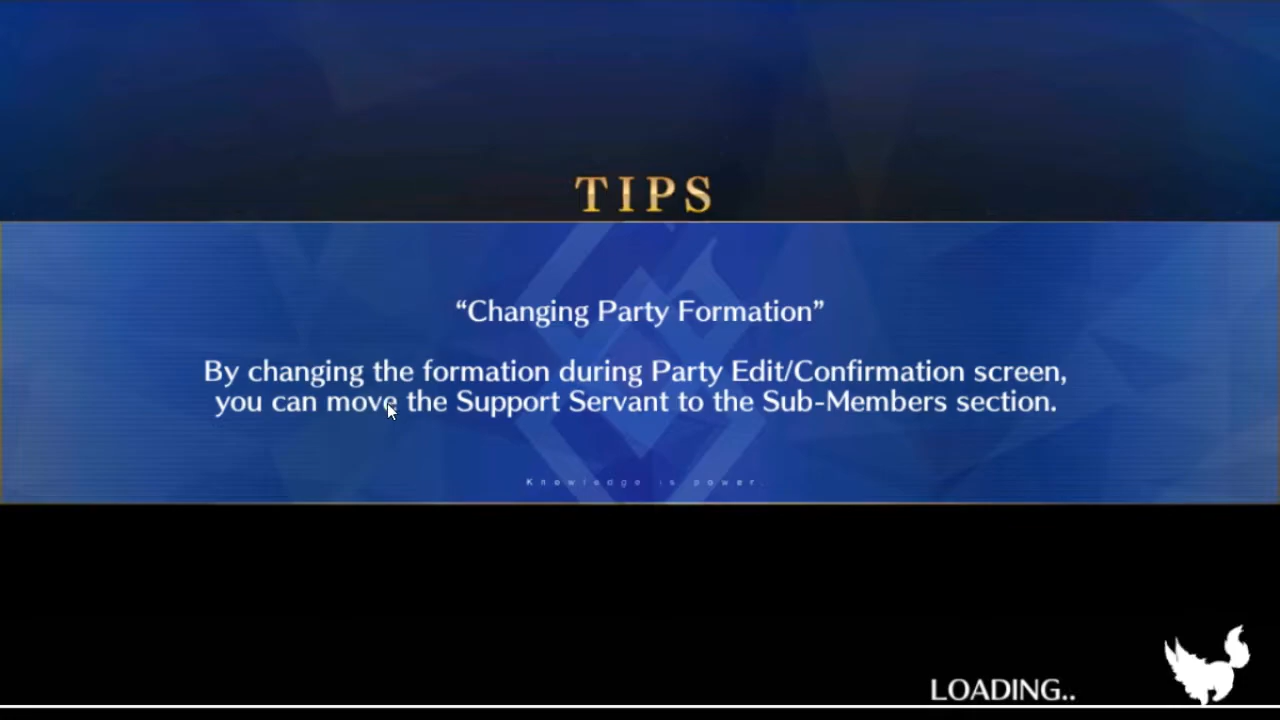 TIPS
“Changing Party Formation”
By changing the formation during Party Edit/Confirmation screen,
you can move the Support Servant to the Sub-Members section.
Knowledge is power.
LOADING..